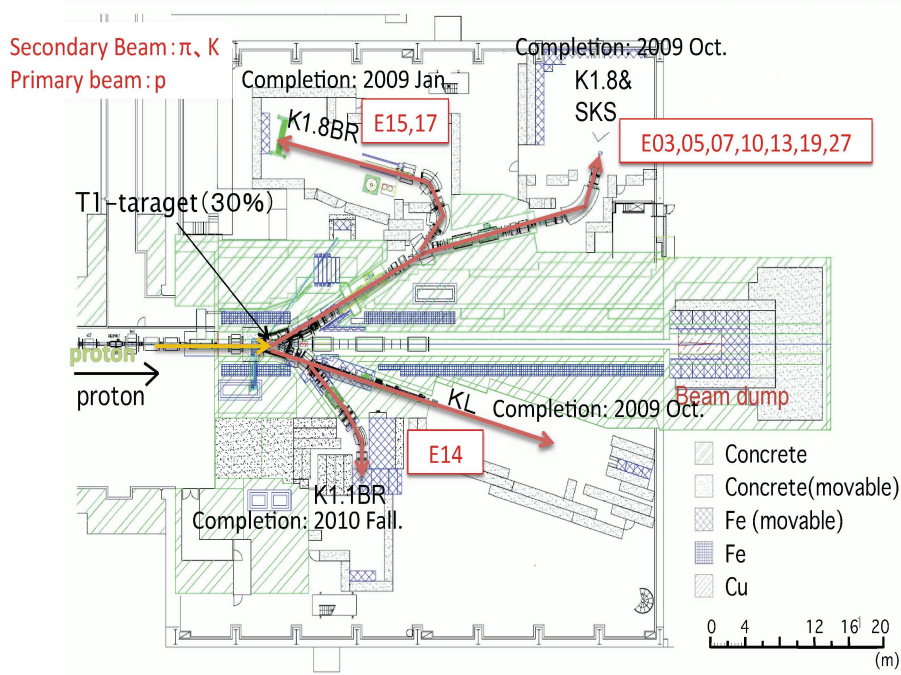 Secondary Beam：π、K
Primary beam：p
Completion: 2009 Jan.
Completion: 2009 Oct.
K1.8&
SKS
K1.8BR
E15,17
E03,05,07,10,13,19,27
T1-taraget(30%)
proton
proton
Beam dump
KL
Completion: 2009 Oct.
E14
K1.1BR
Completion: 2010 Fall.
Concrete
Concrete(movable)
Fe (movable)
Fe
Cu
0 4 12 16 20
(m)